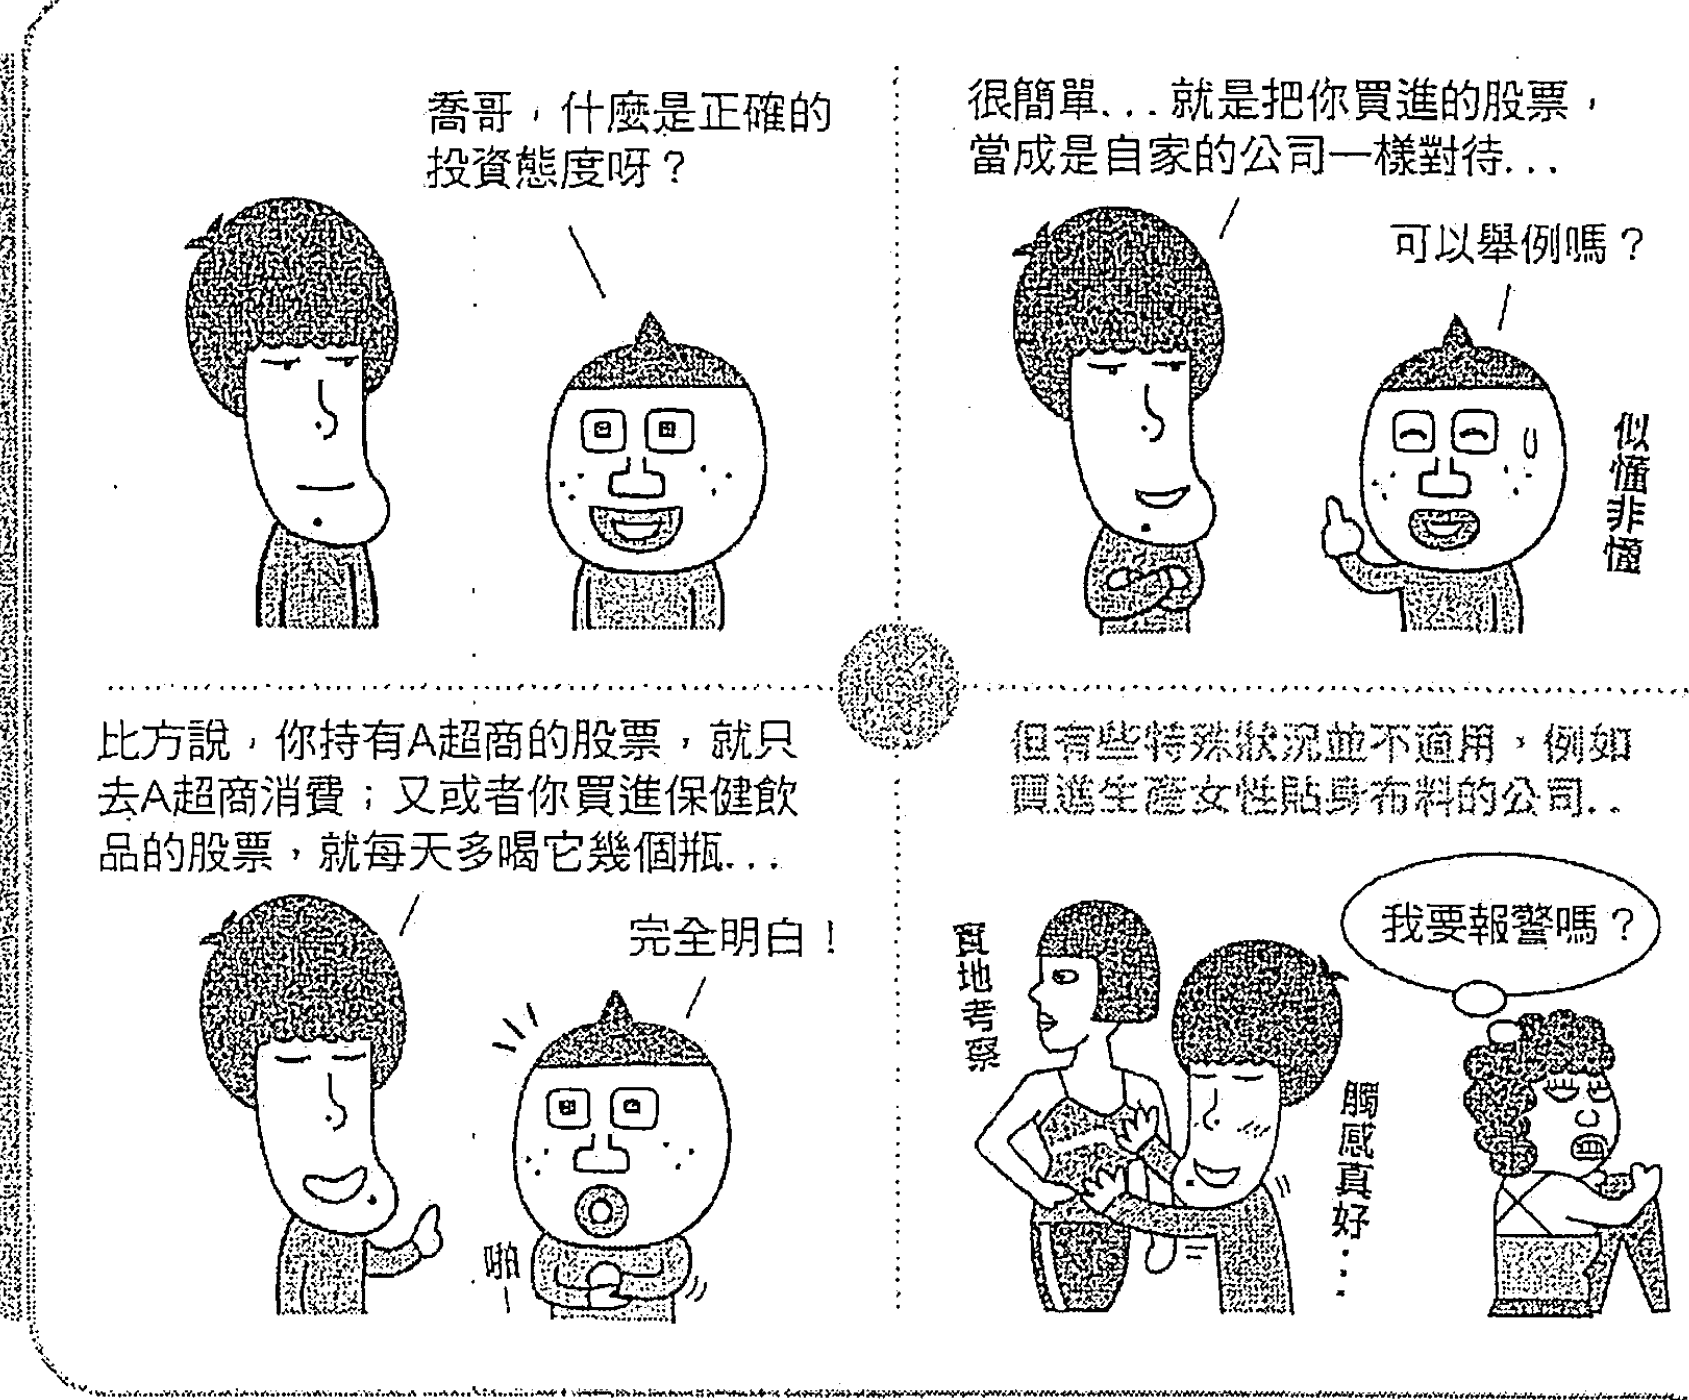 喬哥，什麼是正確的
投資態度呀？
很簡單...就是把你買進的股票，
當成是自家的公司一樣對待...
可以舉例嗎？
似懂非懂
比方說，你持有A超商的股票，就只
去A超商消費；又或者你買進保健飲
品的股票，就每天多喝它幾個瓶...
完全明白！
啪
但有些特殊狀況並不適用，例如
買進生產女性貼身布料的公司..
實地考察
觸感真好...
我要報警嗎？